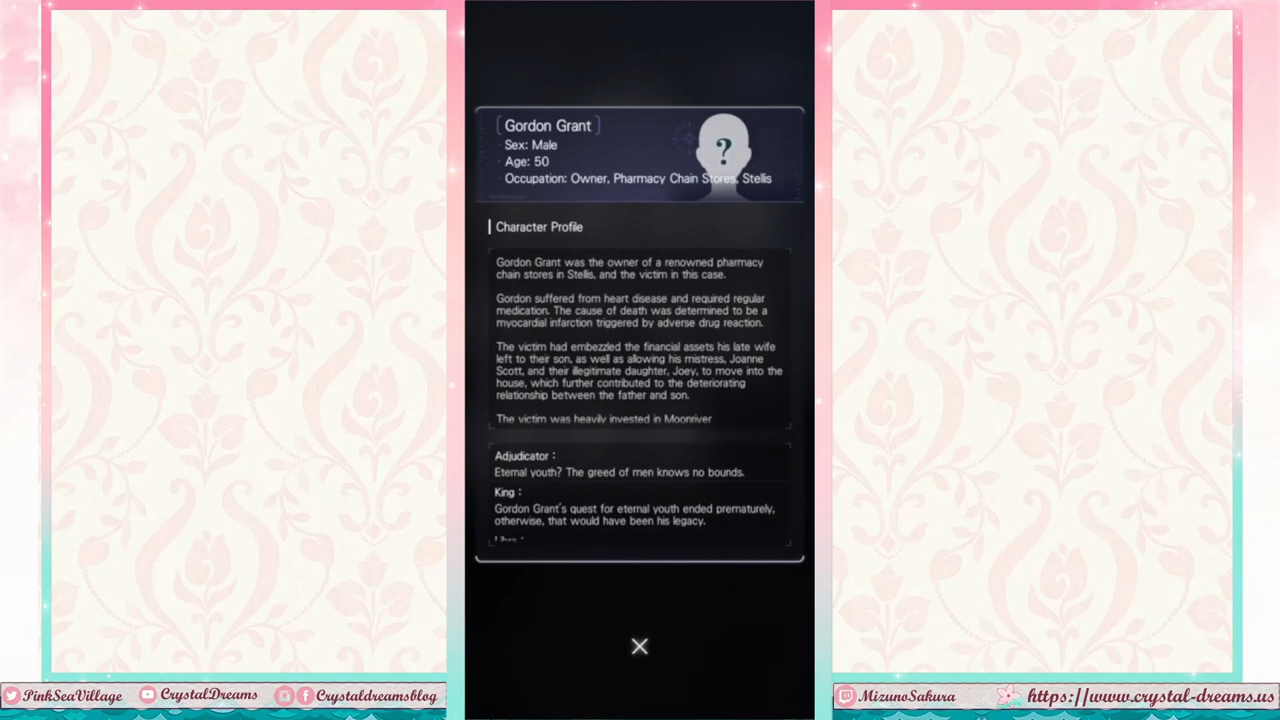 Gordon Grant
Sex: Male
Age: 50
Occupation: Owner, Pharmacy Chain Stores, Stellis
Character Profile
Gordon Grant was the owner of a renowned pharmacy
chain stores in Stellis, and the victim in this case.
Gordon suffered from heart disease and required regular
medication. The cause of death was determined to be a
myocardial infarction triggered by adverse drug reaction.
The victim had embezzled the financial assets his late wife
left to their son, as well as allowing his mistress, Joanne
Scott, and their illegitimate daughter, Joey, to move into the
house, which further contributed to the deteriorating
relationship between the father and son.
The victim was heavily invested in Moonriver
Adjudicator :
Eternal youth? The greed of men knows no bounds.
King :
Gordon Grant's quest for eternal youth ended prematurely,
otherwise, that would have been his legacy.
PinkSeaVillage
CrystalDreams
Crystaldreamsblog
MizunoSakura
https://www.crystal-dreams.us